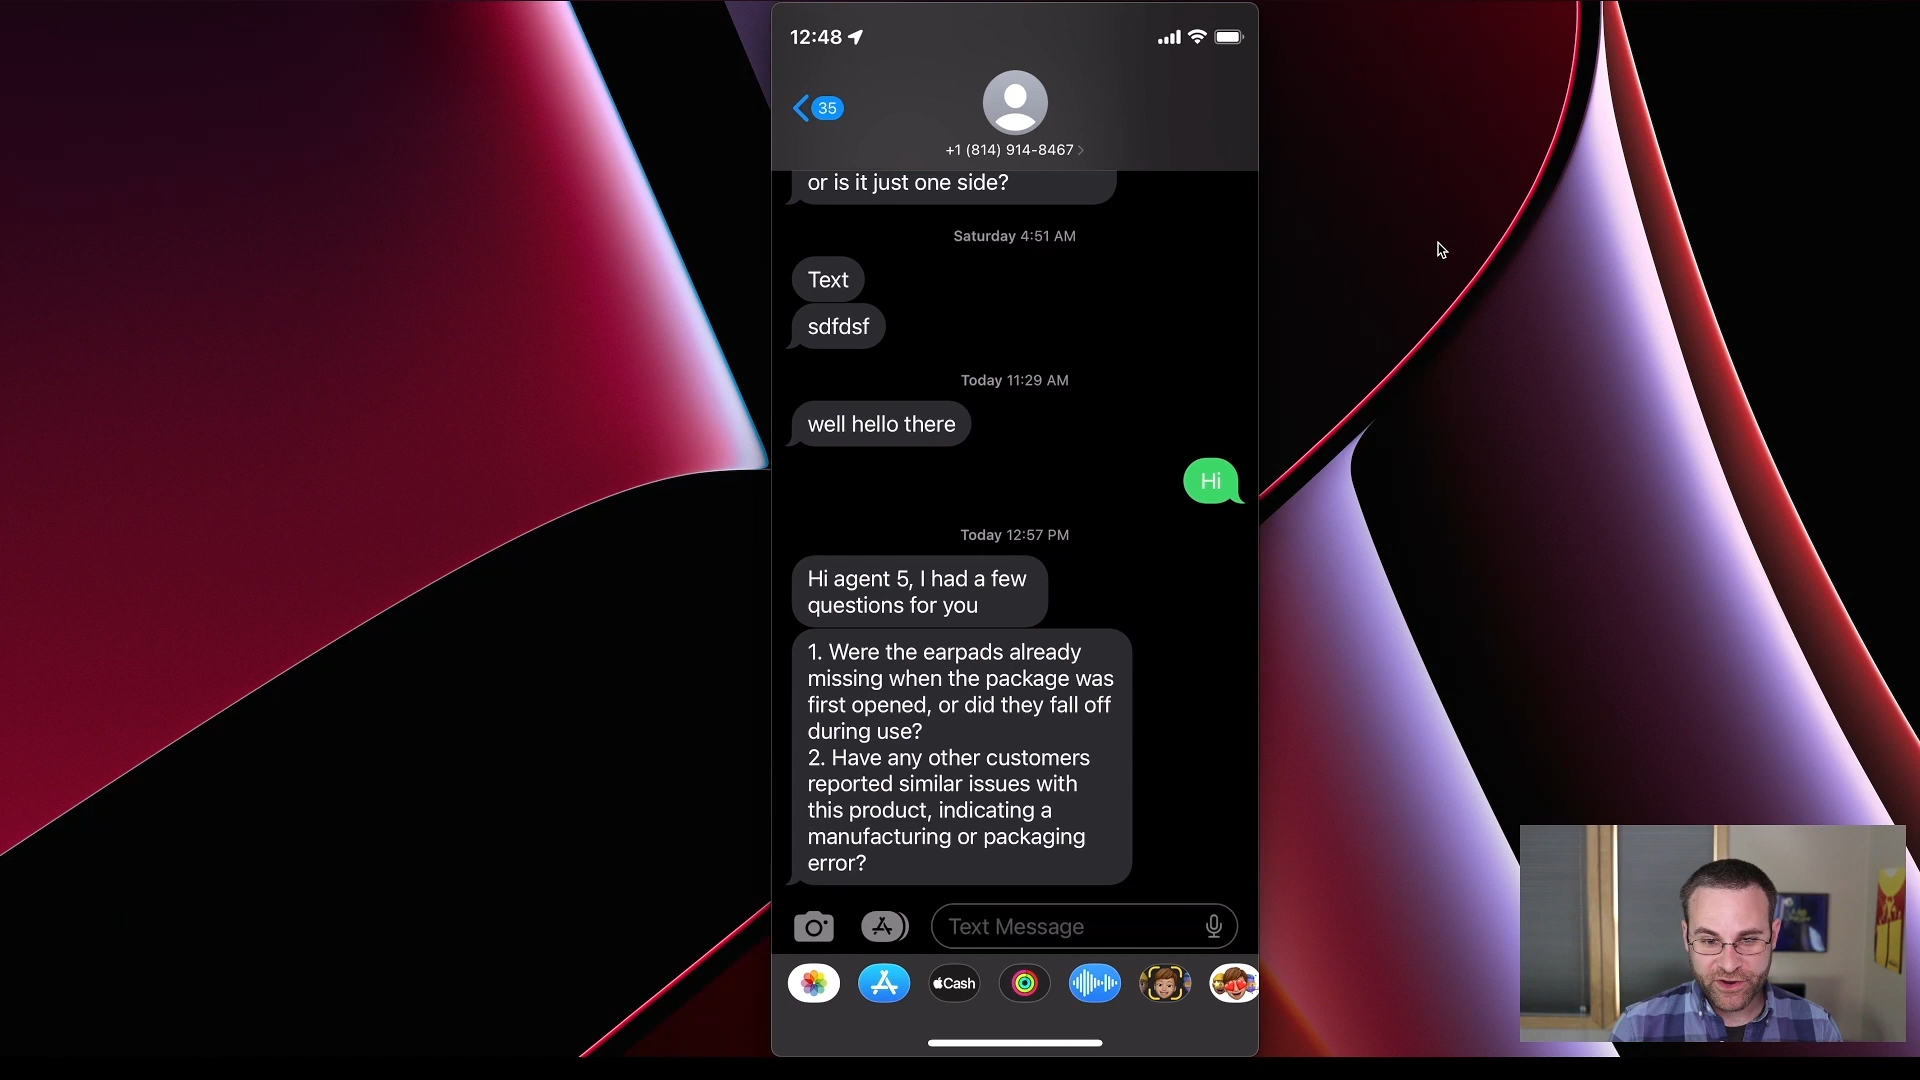 12:48
35
+1 (814) 914-8467
or is it just one side?
Saturday 4:51 AM
Text
sdfdsf
Today 11:29 AM
well hello there
Hi
Today 12:57 PM
Hi agent 5, I had a few
questions for you
1. Were the earpads already
missing when the package was
first opened, or did they fall off
during use?
2. Have any other customers
reported similar issues with
this product, indicating a
manufacturing or packaging
error?
Text Message
Cash